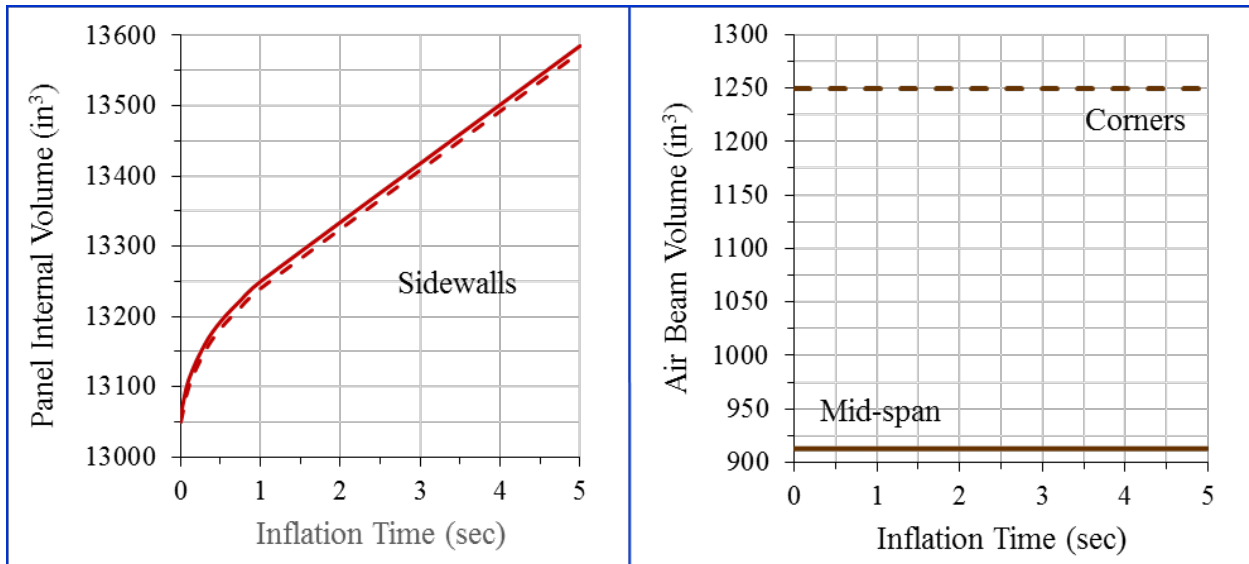 Panel Internal Volume (in³)
13600
13500
13400
13300
13200
13100
13000
Sidewalls
0 1 2 3 4 5
Inflation Time (sec)
Air Beam Volume (in³)
1300
1250
1200
1150
1100
1050
1000
950
900
Corners
Mid-span
0 1 2 3 4 5
Inflation Time (sec)